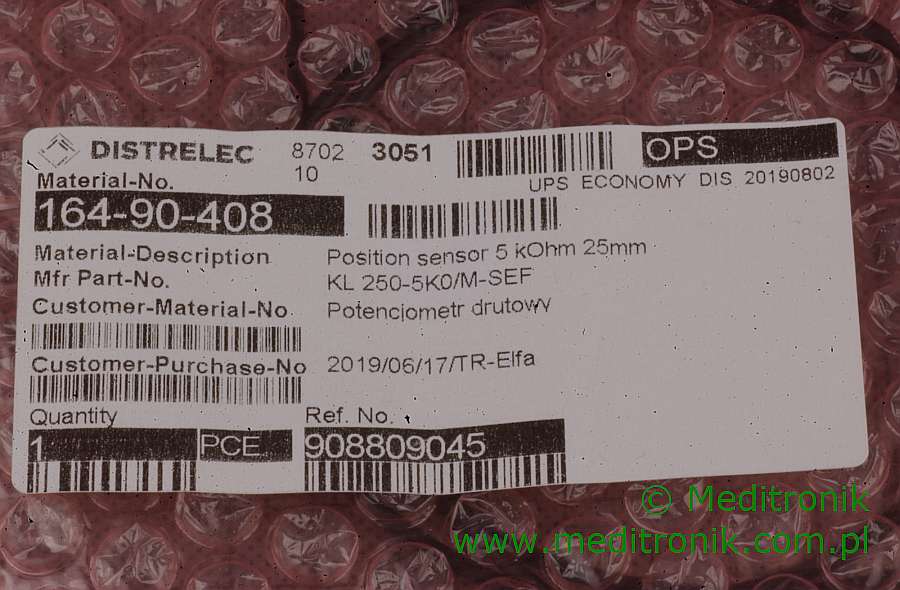 DISTRELEC 8702 3051 OPS
10
Material-No. UPS ECONOMY DIS 20190802
164-90-408
Material-Description Position sensor 5 kOhm 25mm
Mfr Part-No. KL 250-5K0/M-SEF
Customer-Material-No Potenciometr drutowy
Customer-Purchase-No 2019/06/17/TR-Elfa
Quantity Ref. No.
1 PCE 908809045
© Meditronik
www.meditronik.com.pl